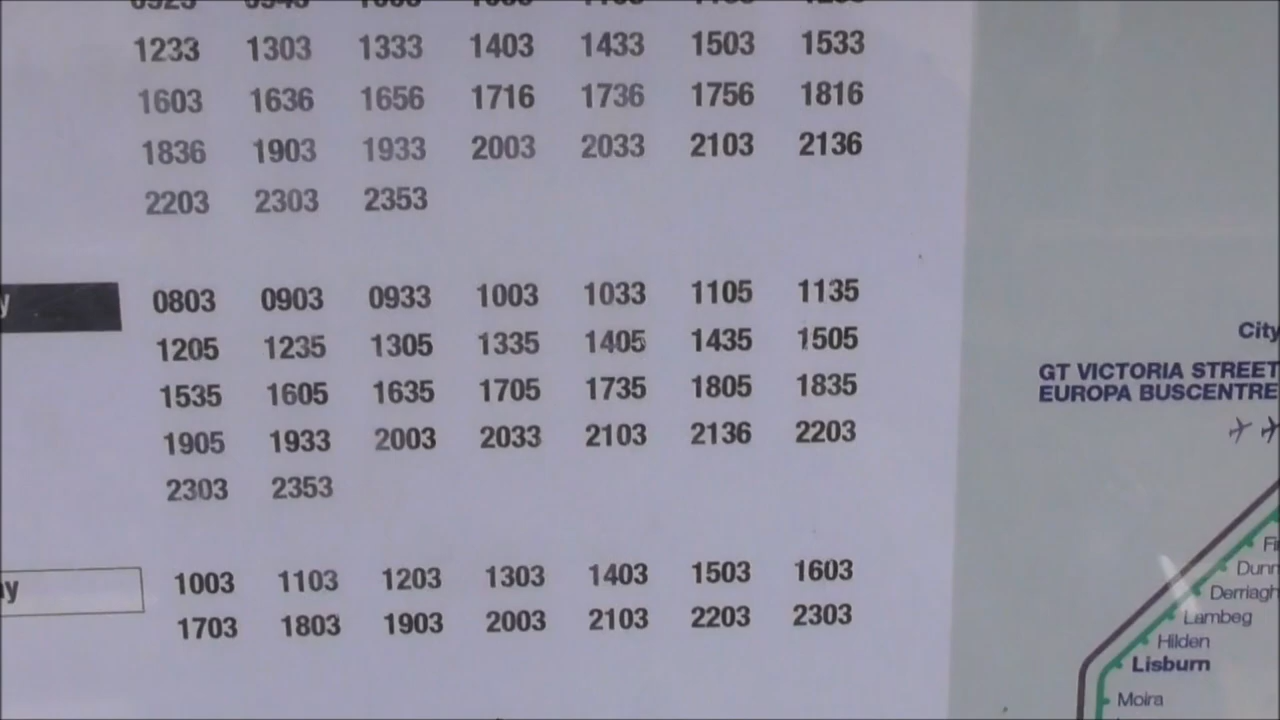 1233 1303 1333 1403 1433 1503 1533
1603 1636 1656 1716 1736 1756 1816
1836 1903 1933 2003 2033 2103 2136
2203 2303 2353
y 0803 0903 0933 1003 1033 1105 1135
1205 1235 1305 1335 1405 1435 1505
1535 1605 1635 1705 1735 1805 1835
1905 1933 2003 2033 2103 2136 2203
2303 2353
ay 1003 1103 1203 1303 1403 1503 1603
1703 1803 1903 2003 2103 2203 2303
City
GT VICTORIA STREET
EUROPA BUSCENTRE
Fi
Dunm
Derriagh
Lambeg
Hilden
Lisburn
Moira